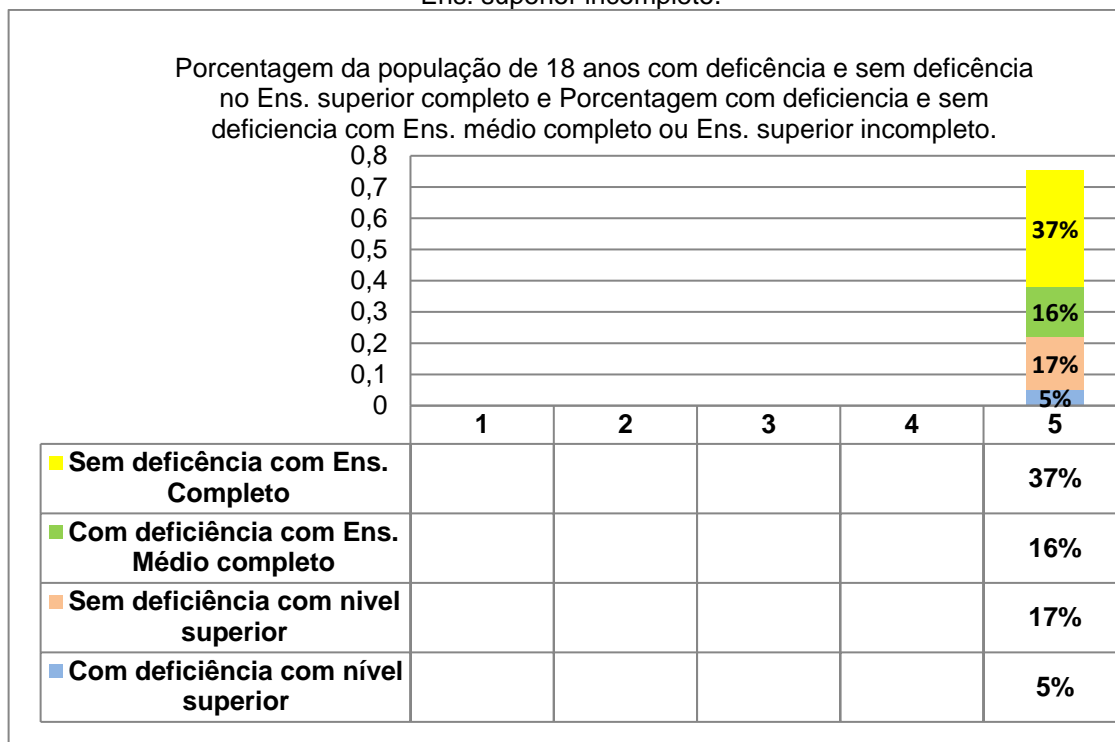 Ens. superior incompleto.
Porcentagem da população de 18 anos com deficência e sem deficência
no Ens. superior completo e Porcentagem com deficiencia e sem
deficiencia com Ens. médio completo ou Ens. superior incompleto.
0,8
0,7
0,6
0,5
0,4
0,3
0,2
0,1
0
37%
16%
17%
5%
1 2 3 4 5
Sem deficência com Ens.
Completo
37%
Com deficiência com Ens.
Médio completo
16%
Sem deficiência com nivel
superior
17%
Com deficiência com nível
superior
5%